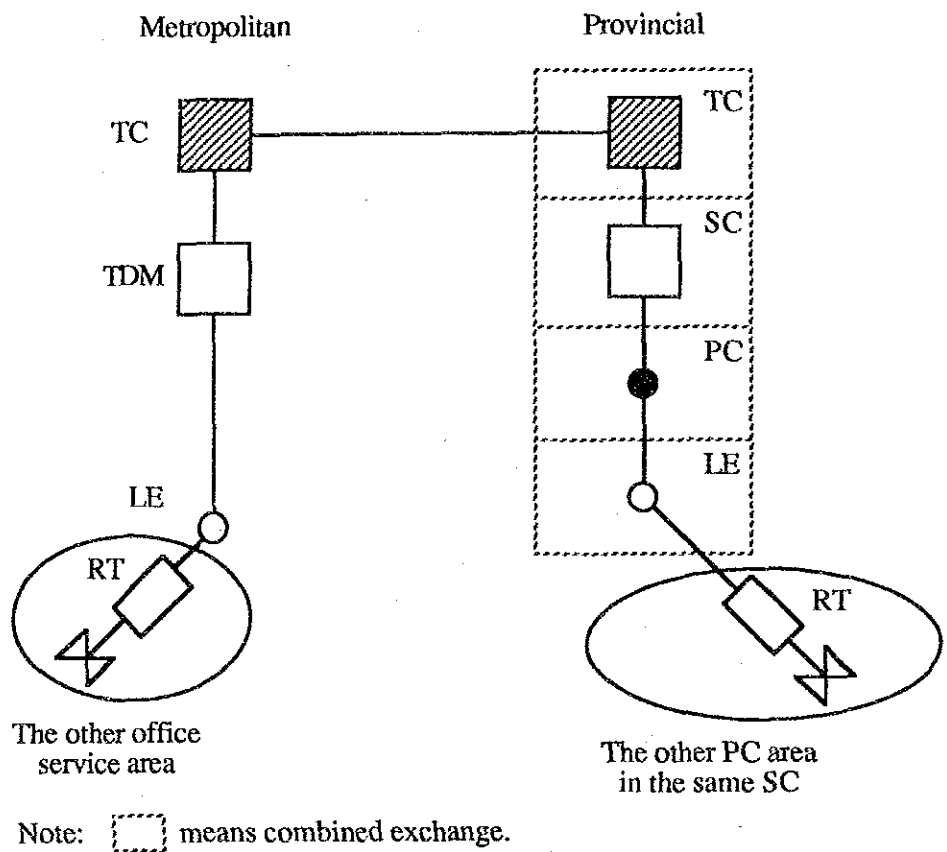 Metropolitan
Provincial
TC
TC
SC
TDM
PC
LE
LE
RT
RT
The other office
service area
The other PC area
in the same SC
Note: means combined exchange.